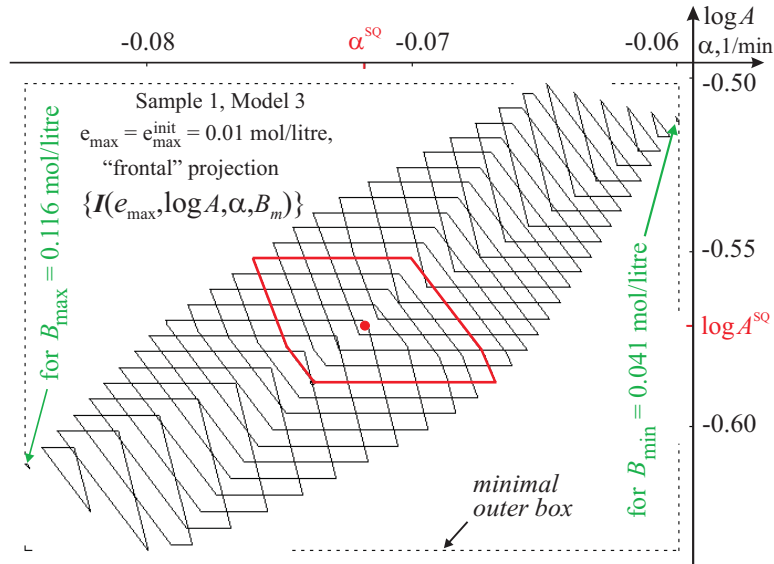 log A
-0.08
α^SQ
-0.07
-0.06
α, 1/min
-0.50
Sample 1, Model 3
e_max = e_max^init = 0.01 mol/litre,
“frontal” projection
{I(e_max, log A, α, B_m)}
-0.55
log A^SQ
-0.60
for B_max = 0.116 mol/litre
for B_min = 0.041 mol/litre
minimal
outer box